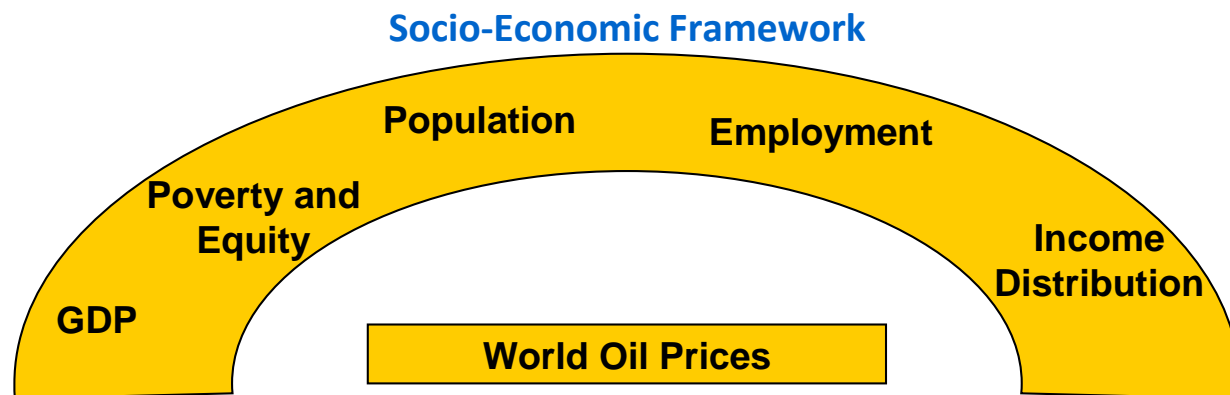 Socio-Economic Framework
Population
Employment
Poverty and
Equity
Income
Distribution
GDP
World Oil Prices